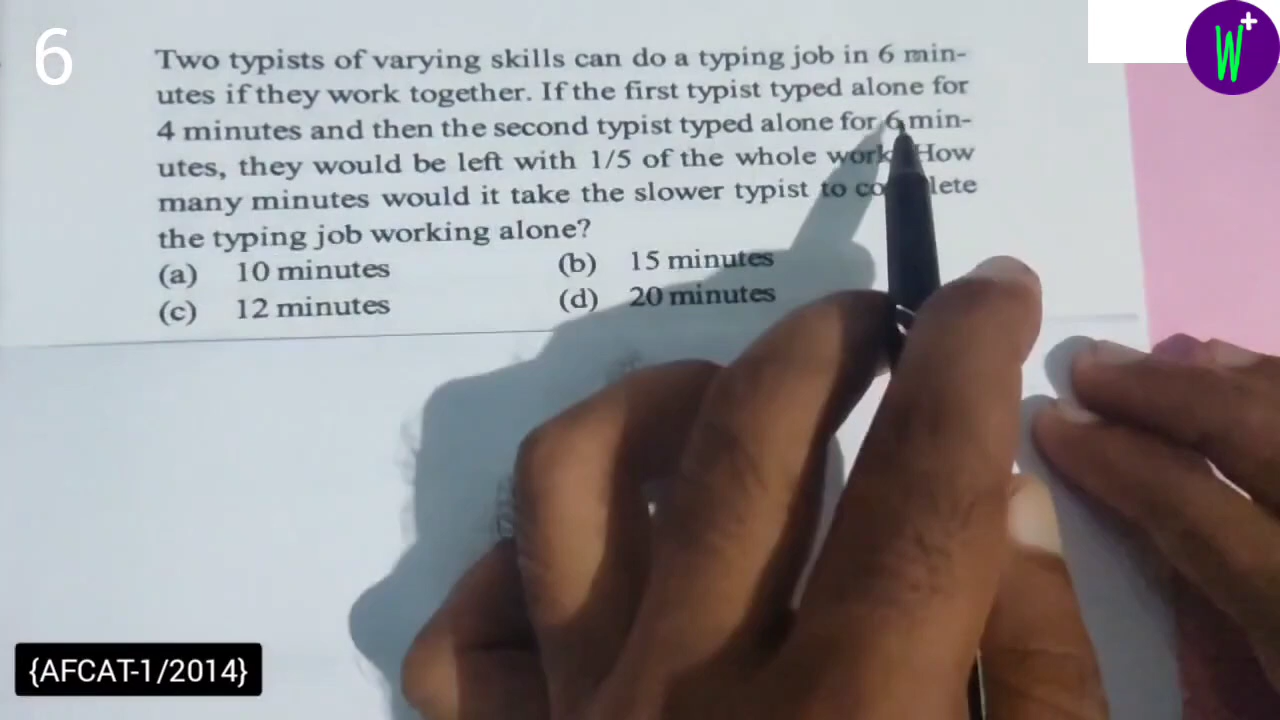 6
W+
Two typists of varying skills can do a typing job in 6 min-
utes if they work together. If the first typist typed alone for
4 minutes and then the second typist typed alone for 6 min-
utes, they would be left with 1/5 of the whole work. How
many minutes would it take the slower typist to complete
the typing job working alone?
(a) 10 minutes (b) 15 minutes
(c) 12 minutes (d) 20 minutes
{AFCAT-1/2014}